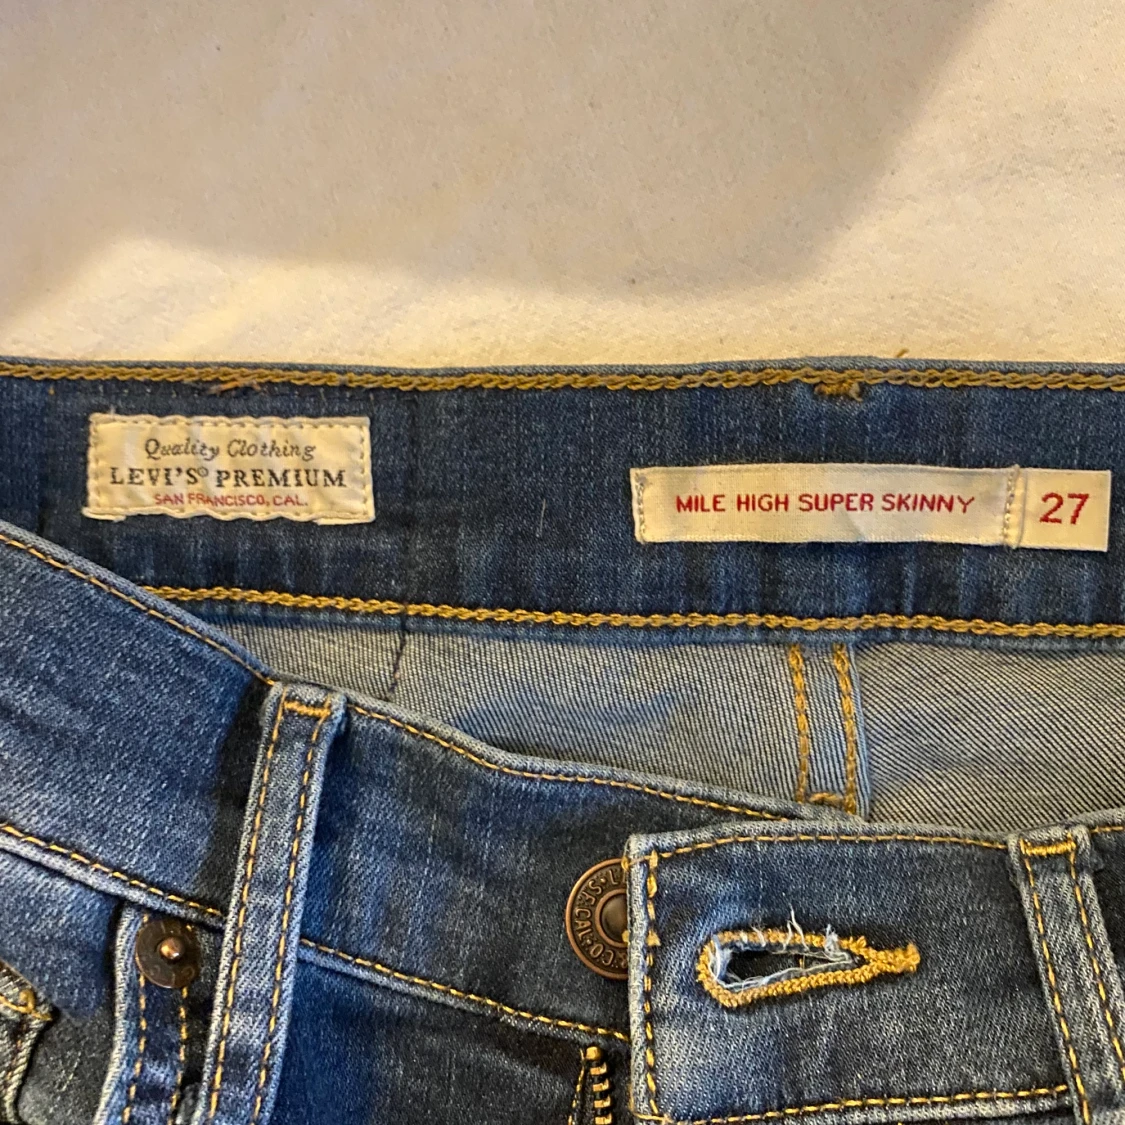 Quality Clothing
LEVI'S® PREMIUM
SAN FRANCISCO, CAL.
MILE HIGH SUPER SKINNY
27